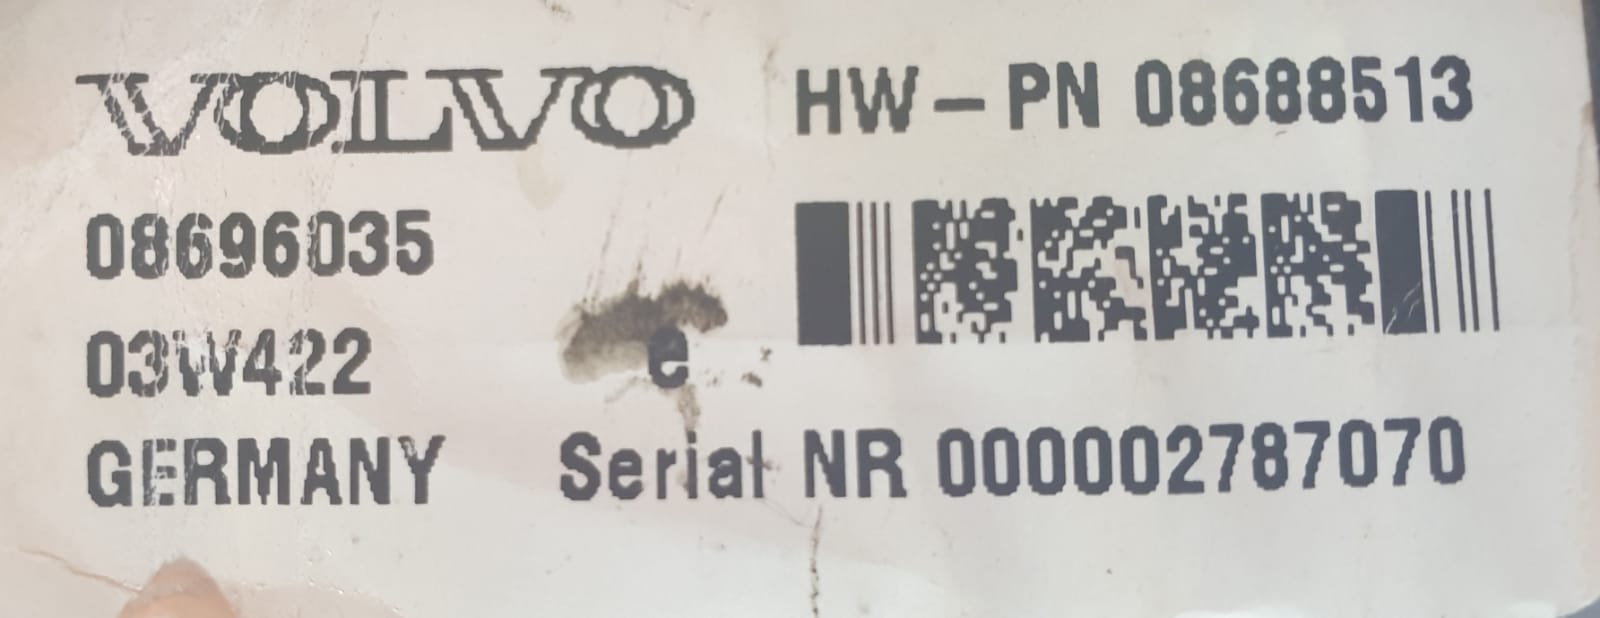 VOLVO
HW-PN 08688513
08696035
03W422
e
GERMANY
Serial NR 000002787070